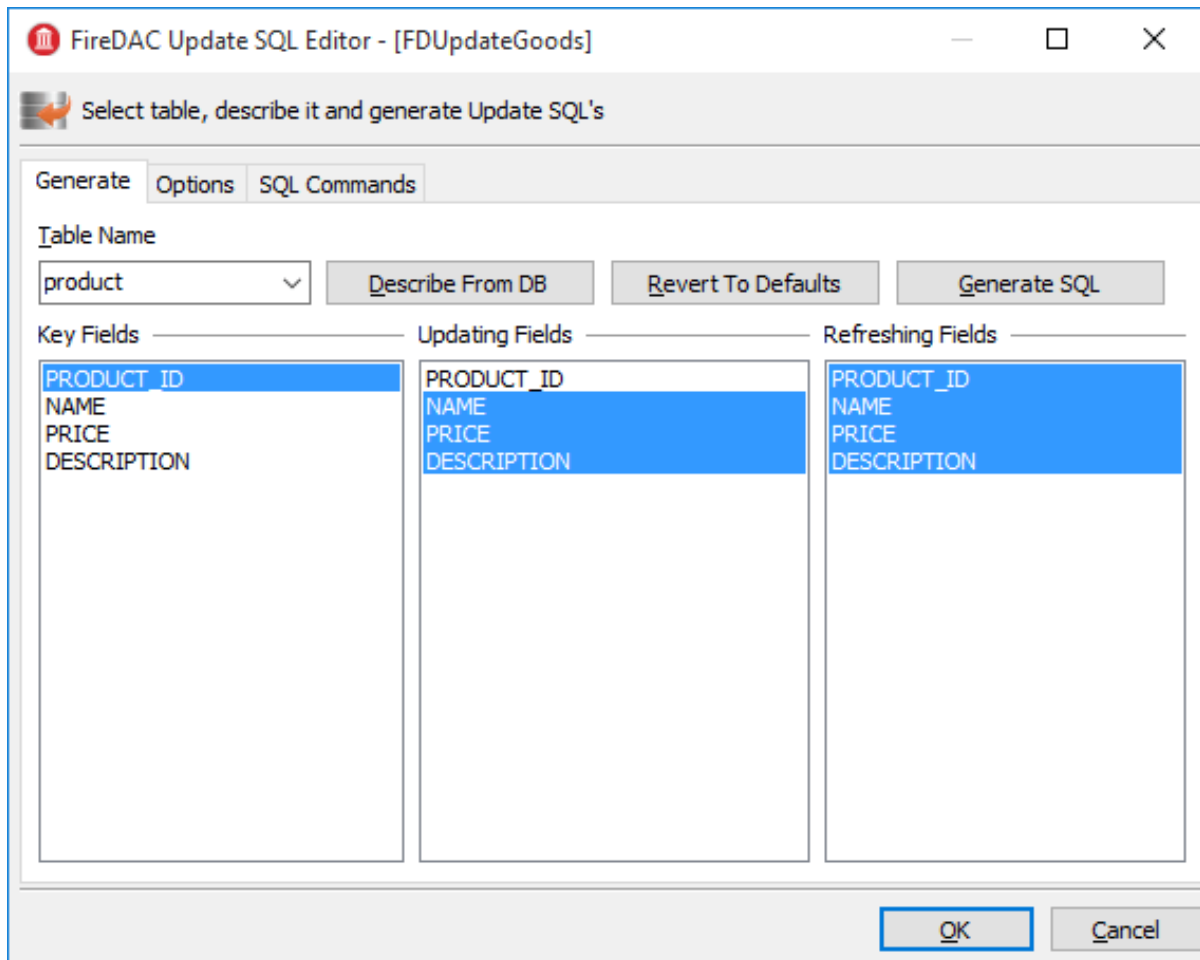 FireDAC Update SQL Editor - [FDUpdateGoods]
Select table, describe it and generate Update SQL's
Generate Options SQL Commands
Table Name
product Describe From DB Revert To Defaults Generate SQL
Key Fields Updating Fields Refreshing Fields
PRODUCT_ID PRODUCT_ID PRODUCT_ID
NAME NAME NAME
PRICE PRICE PRICE
DESCRIPTION DESCRIPTION DESCRIPTION
OK Cancel